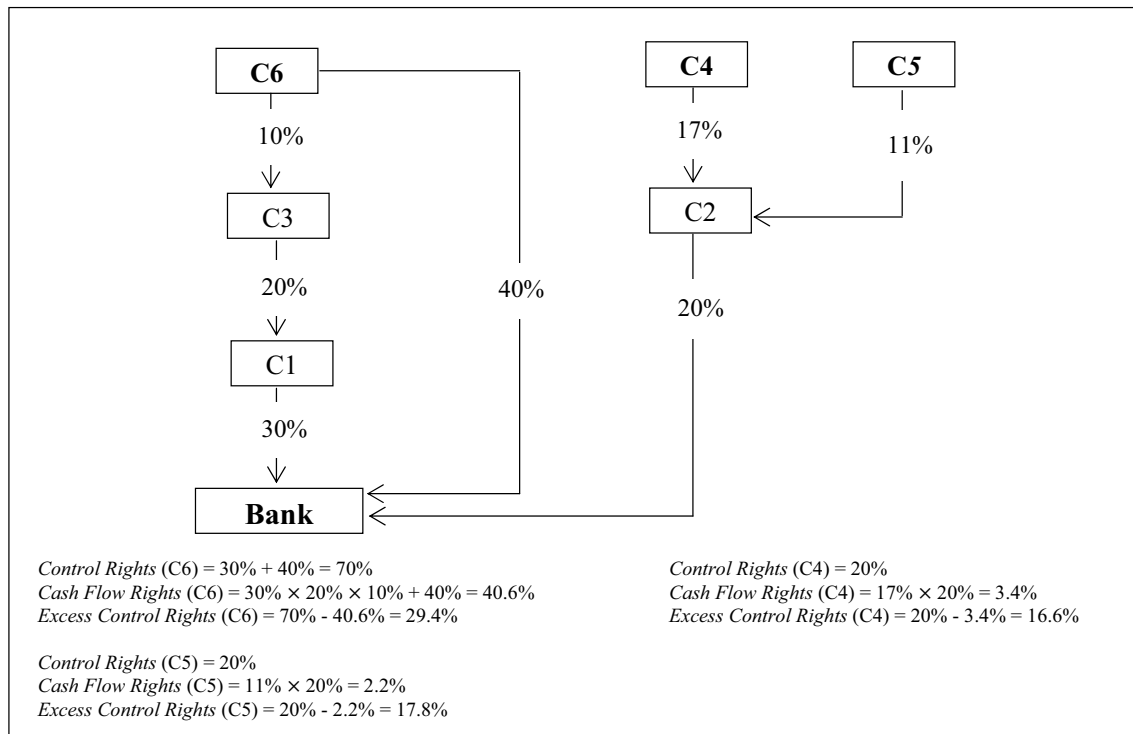 C6
C4
C5
10%
17%
11%
C3
C2
20%
40%
20%
C1
30%
Bank
Control Rights (C6) = 30% + 40% = 70%
Cash Flow Rights (C6) = 30% × 20% × 10% + 40% = 40.6%
Excess Control Rights (C6) = 70% - 40.6% = 29.4%
Control Rights (C4) = 20%
Cash Flow Rights (C4) = 17% × 20% = 3.4%
Excess Control Rights (C4) = 20% - 3.4% = 16.6%
Control Rights (C5) = 20%
Cash Flow Rights (C5) = 11% × 20% = 2.2%
Excess Control Rights (C5) = 20% - 2.2% = 17.8%